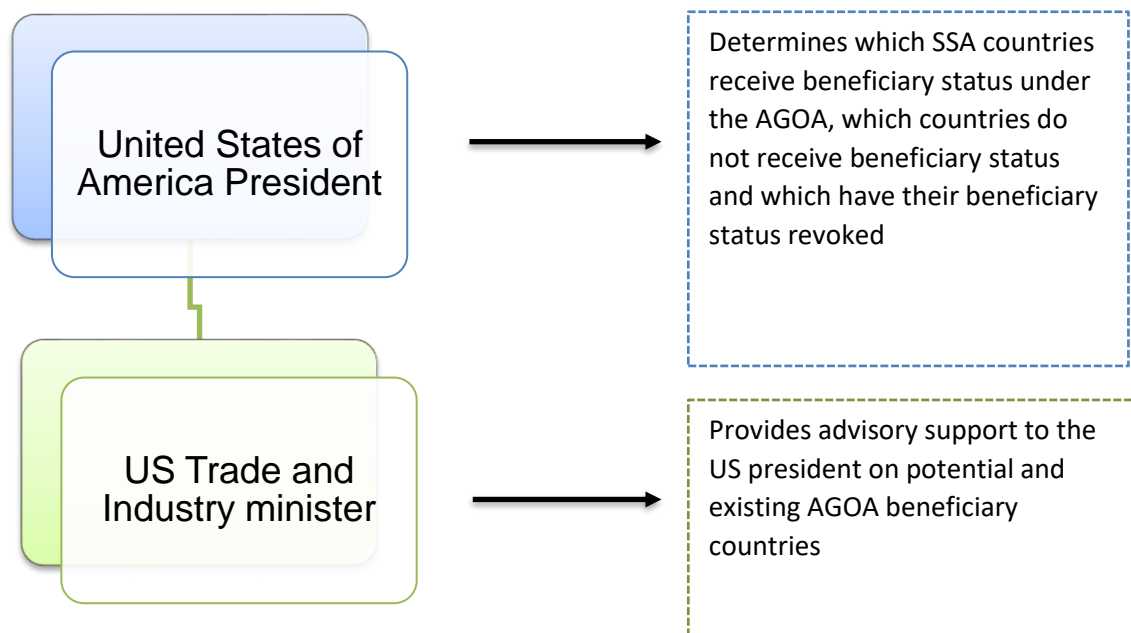 United States of
America President
Determines which SSA countries
receive beneficiary status under
the AGOA, which countries do
not receive beneficiary status
and which have their beneficiary
status revoked
US Trade and
Industry minister
Provides advisory support to the
US president on potential and
existing AGOA beneficiary
countries